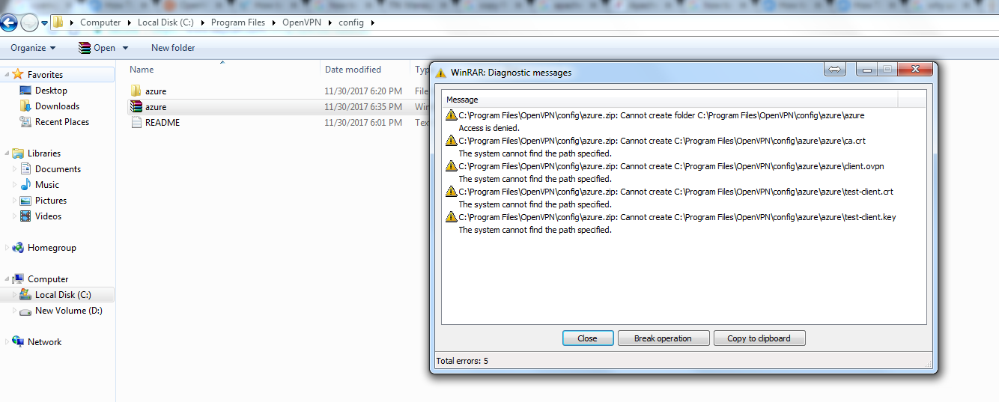 Computer ▸ Local Disk (C:) ▸ Program Files ▸ OpenVPN ▸ config ▸
Organize Open New folder
Favorites
Desktop
Downloads
Recent Places
Libraries
Documents
Music
Pictures
Videos
Homegroup
Computer
Local Disk (C:)
New Volume (D:)
Network
Name Date modified
azure 11/30/2017 6:20 PM
azure 11/30/2017 6:35 PM
README 11/30/2017 6:01 PM
WinRAR: Diagnostic messages
Message
C:\Program Files\OpenVPN\config\azure.zip: Cannot create folder C:\Program Files\OpenVPN\config\azure\azure
Access is denied.
C:\Program Files\OpenVPN\config\azure.zip: Cannot create C:\Program Files\OpenVPN\config\azure\azure\ca.crt
The system cannot find the path specified.
C:\Program Files\OpenVPN\config\azure.zip: Cannot create C:\Program Files\OpenVPN\config\azure\azure\client.ovpn
The system cannot find the path specified.
C:\Program Files\OpenVPN\config\azure.zip: Cannot create C:\Program Files\OpenVPN\config\azure\azure\test-client.crt
The system cannot find the path specified.
C:\Program Files\OpenVPN\config\azure.zip: Cannot create C:\Program Files\OpenVPN\config\azure\azure\test-client.key
The system cannot find the path specified.
Close Break operation Copy to clipboard
Total errors: 5